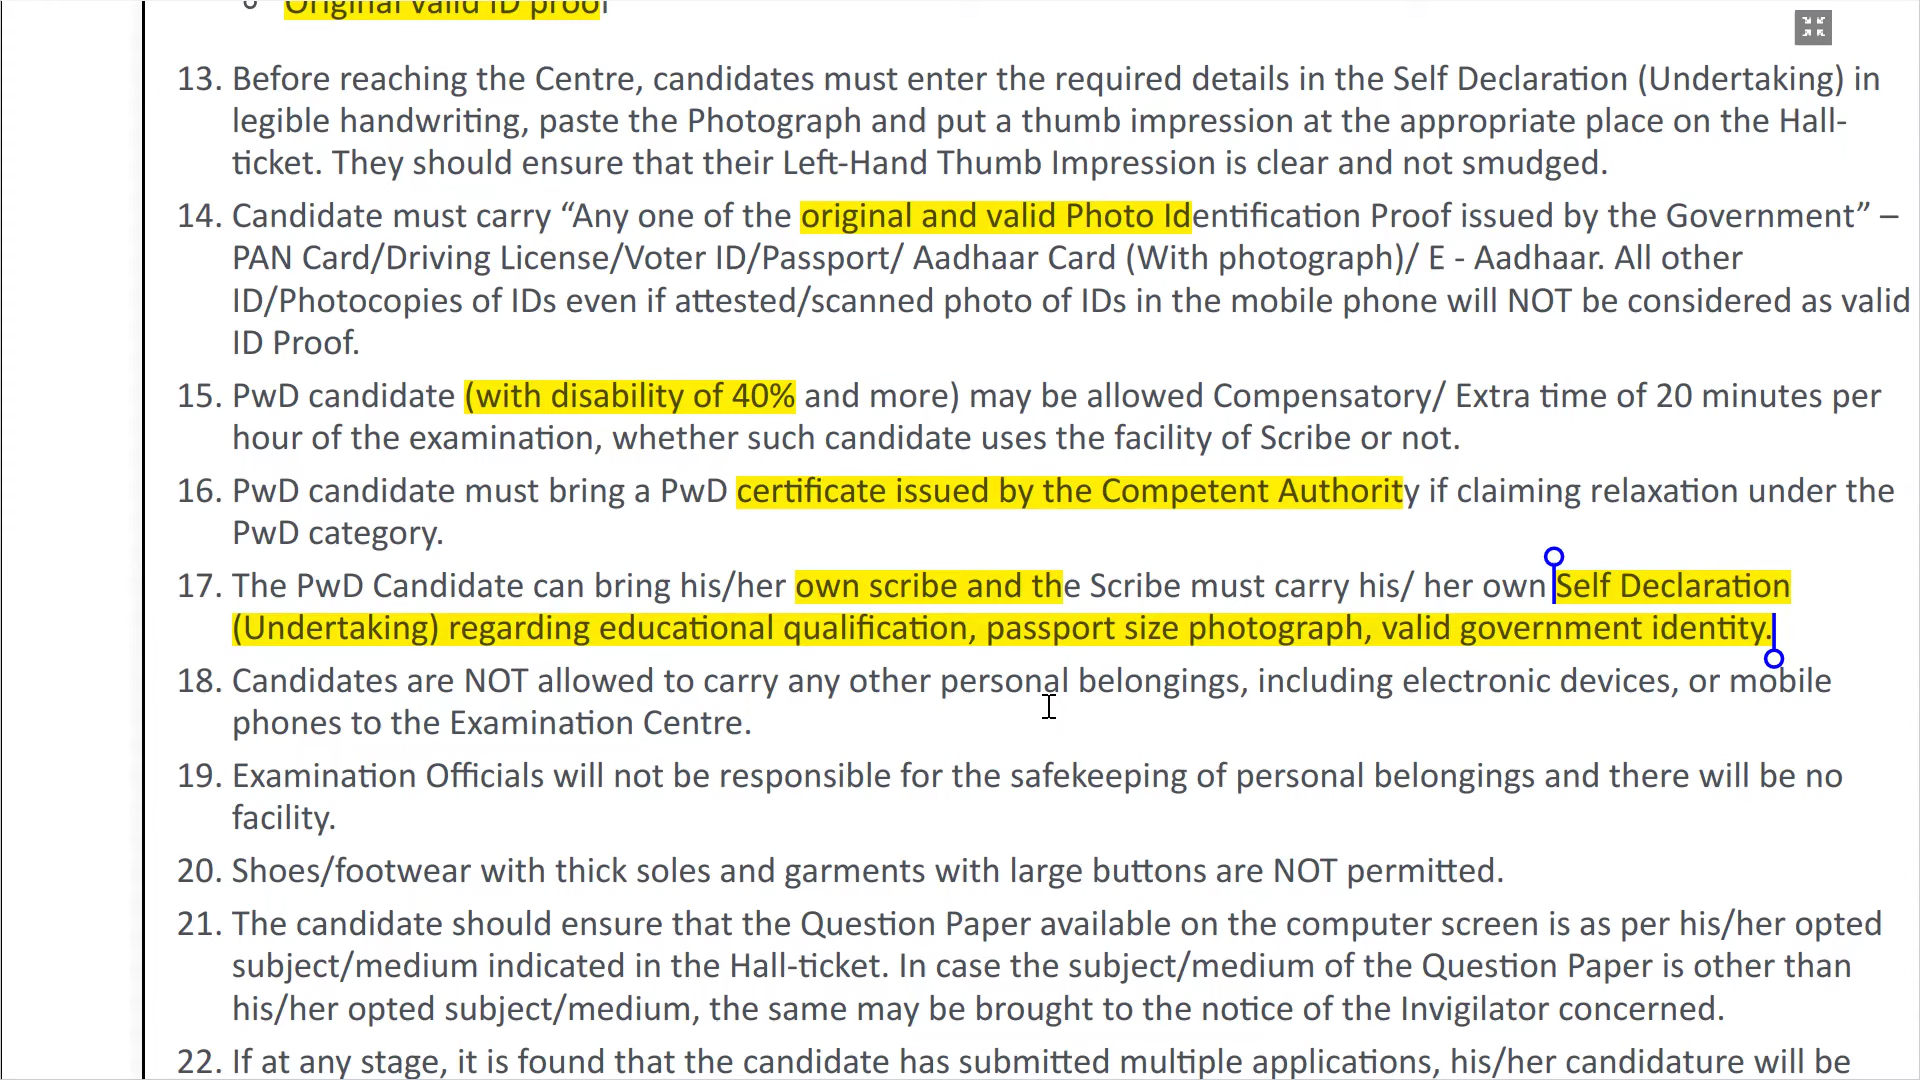 Original valid ID proof
13. Before reaching the Centre, candidates must enter the required details in the Self Declaration (Undertaking) in
legible handwriting, paste the Photograph and put a thumb impression at the appropriate place on the Hall-
ticket. They should ensure that their Left-Hand Thumb Impression is clear and not smudged.
14. Candidate must carry “Any one of the original and valid Photo Identification Proof issued by the Government” –
PAN Card/Driving License/Voter ID/Passport/ Aadhaar Card (With photograph)/ E - Aadhaar. All other
ID/Photocopies of IDs even if attested/scanned photo of IDs in the mobile phone will NOT be considered as valid
ID Proof.
15. PwD candidate (with disability of 40% and more) may be allowed Compensatory/ Extra time of 20 minutes per
hour of the examination, whether such candidate uses the facility of Scribe or not.
16. PwD candidate must bring a PwD certificate issued by the Competent Authority if claiming relaxation under the
PwD category.
17. The PwD Candidate can bring his/her own scribe and the Scribe must carry his/ her own Self Declaration
(Undertaking) regarding educational qualification, passport size photograph, valid government identity.
18. Candidates are NOT allowed to carry any other personal belongings, including electronic devices, or mobile
phones to the Examination Centre.
19. Examination Officials will not be responsible for the safekeeping of personal belongings and there will be no
facility.
20. Shoes/footwear with thick soles and garments with large buttons are NOT permitted.
21. The candidate should ensure that the Question Paper available on the computer screen is as per his/her opted
subject/medium indicated in the Hall-ticket. In case the subject/medium of the Question Paper is other than
his/her opted subject/medium, the same may be brought to the notice of the Invigilator concerned.
22. If at any stage, it is found that the candidate has submitted multiple applications, his/her candidature will be